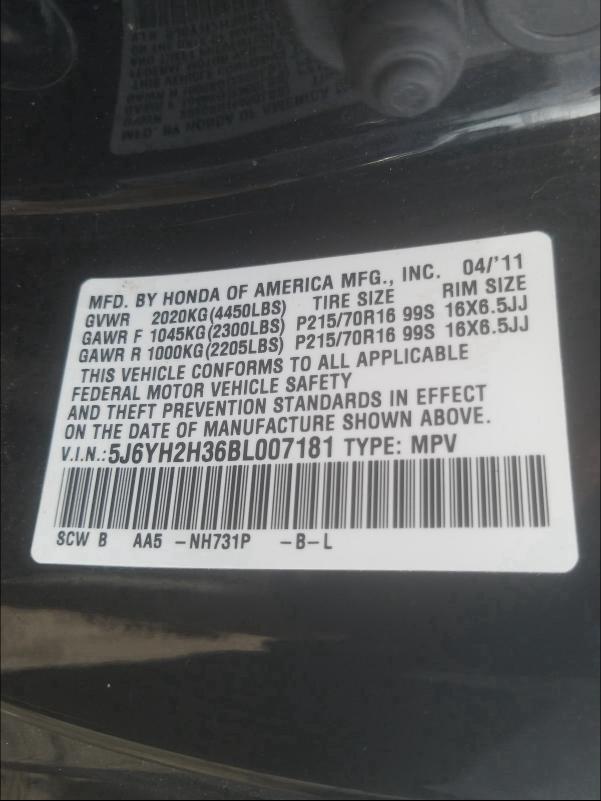 MFD. BY HONDA OF AMERICA MFG., INC. 04/'11
GVWR 2020KG(4450LBS) TIRE SIZE RIM SIZE
GAWR F 1045KG(2300LBS) P215/70R16 99S 16X6.5JJ
GAWR R 1000KG(2205LBS) P215/70R16 99S 16X6.5JJ
THIS VEHICLE CONFORMS TO ALL APPLICABLE
FEDERAL MOTOR VEHICLE SAFETY
AND THEFT PREVENTION STANDARDS IN EFFECT
ON THE DATE OF MANUFACTURE SHOWN ABOVE.
V.I.N.:5J6YH2H36BL007181 TYPE: MPV
SCW B AA5 -NH731P -B-L